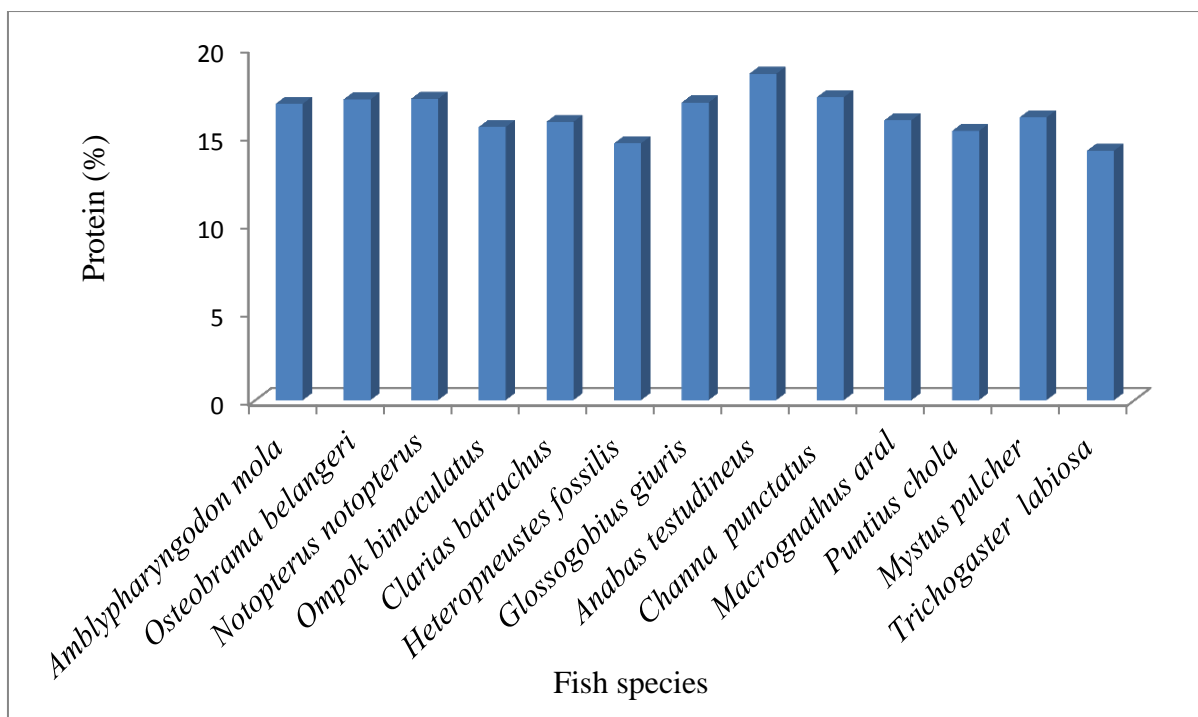 20
15
10
5
0
Protein (%)
Amblypharyngodon mola
Osteobrama belangeri
Notopterus notopterus
Ompok bimaculatus
Clarias batrachus
Heteropneustes fossilis
Glossogobius giuris
Anabas testudineus
Channa  punctatus
Macrognathus aral
Puntius chola
Mystus pulcher
Trichogaster  labiosa
Fish species